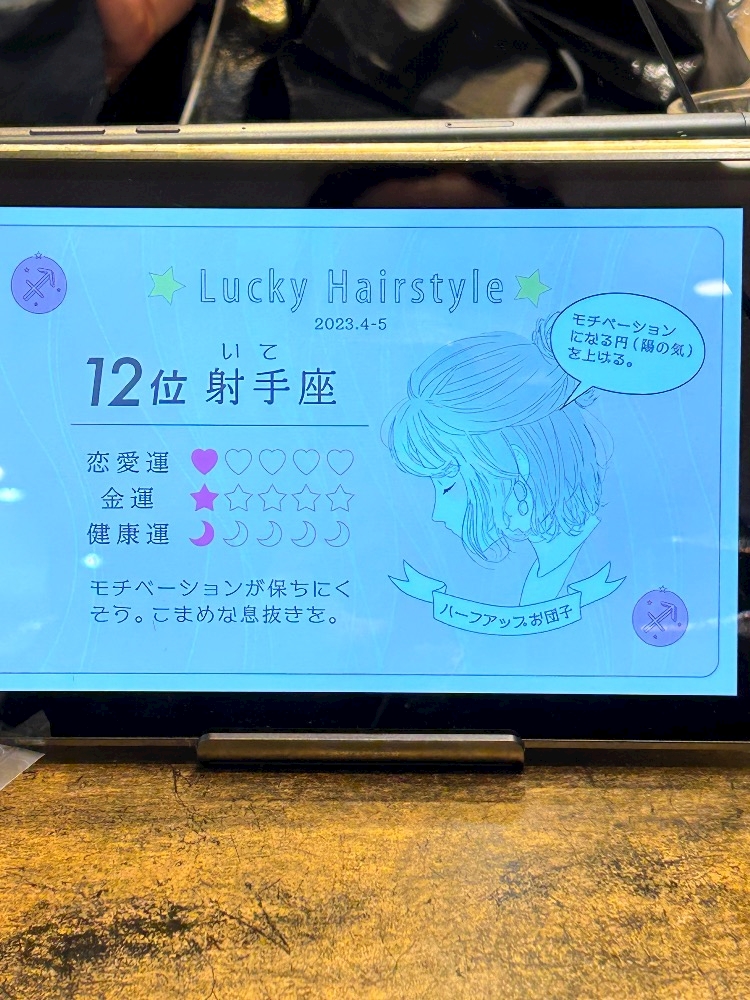 Lucky Hairstyle
2023.4-5
いて
12位 射手座
恋愛運
金運
健康運
モチベーションが保ちにく
そう。こまめな息抜きを。
モチベーション
になる円(陽の気)
を上げる。
ハーフアップお団子